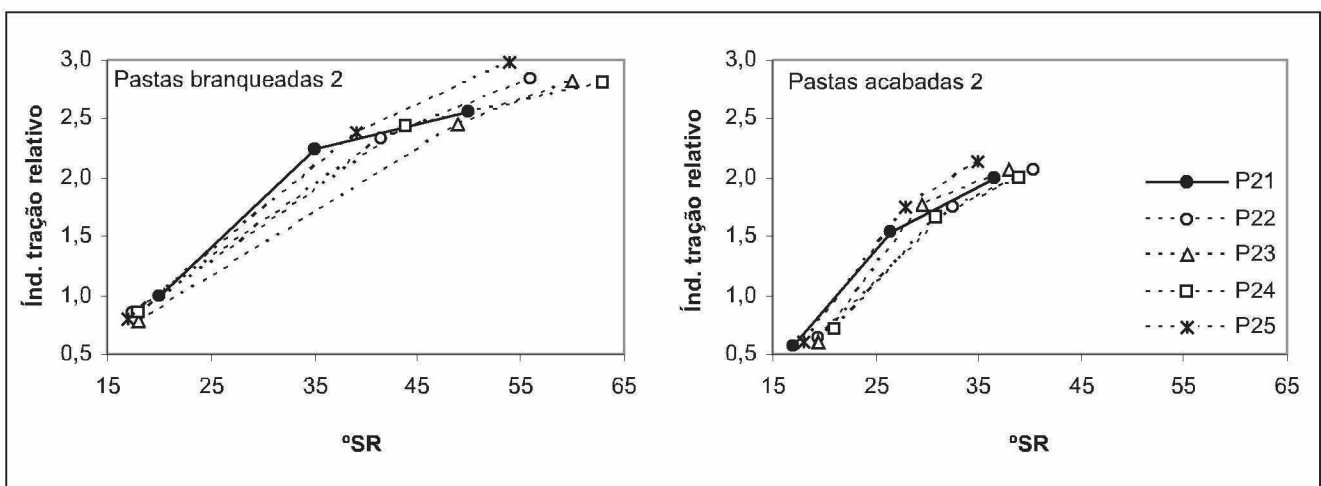 Pastas branqueadas 2
Índ. tração relativo
3,0
2,5
2,0
1,5
1,0
0,5
15
25
35
45
55
65
ºSR
Pastas acabadas 2
Índ. tração relativo
3,0
2,5
2,0
1,5
1,0
0,5
15
25
35
45
55
65
ºSR
P21
P22
P23
P24
P25